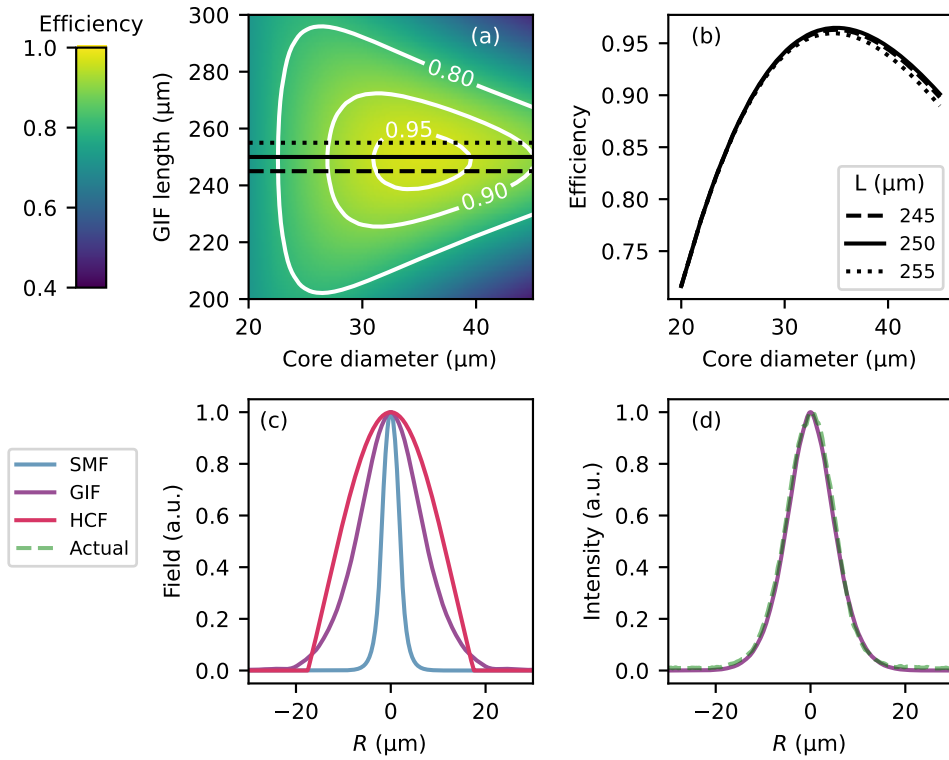 Efficiency
1.0
0.8
0.6
0.4
(a)
0.80
0.95
0.90
GIF length (μm)
300
280
260
240
220
200
20
30
40
Core diameter (μm)
(b)
Efficiency
0.95
0.90
0.85
0.80
0.75
L (μm)
245
250
255
20
30
40
Core diameter (μm)
SMF
GIF
HCF
Actual
(c)
Field (a.u.)
1.0
0.8
0.6
0.4
0.2
0.0
−20
0
20
R (μm)
(d)
Intensity (a.u.)
1.0
0.8
0.6
0.4
0.2
0.0
−20
0
20
R (μm)